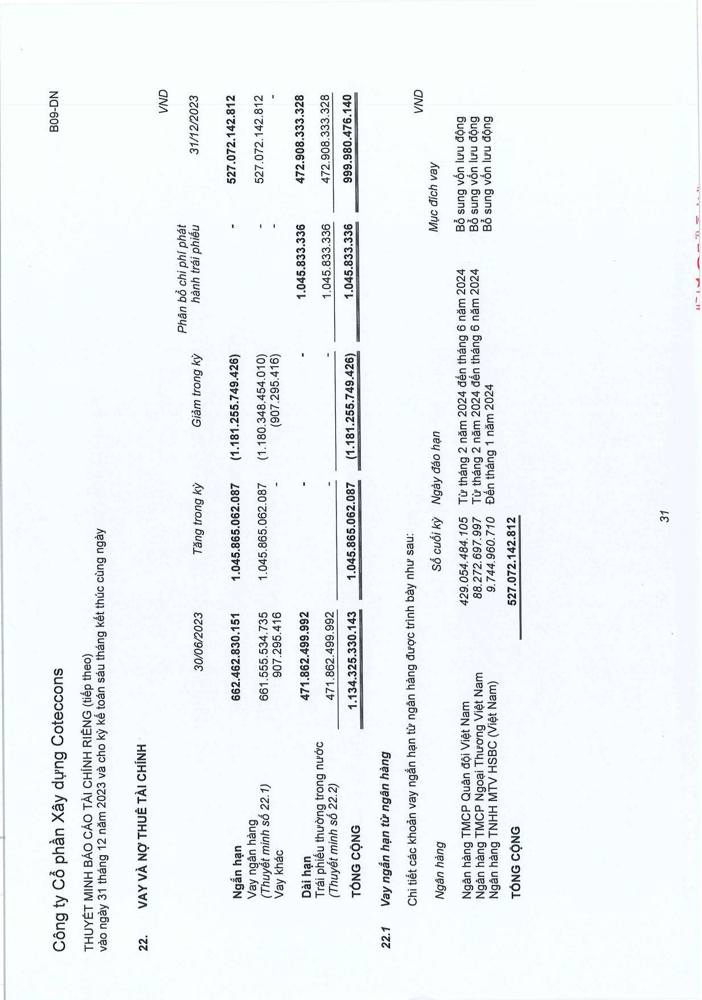 Công ty Cổ phần Xây dựng Coteccons B09-DN
THUYẾT MINH BÁO CÁO TÀI CHÍNH RIÊNG (tiếp theo)
vào ngày 31 tháng 12 năm 2023 và cho kỳ kế toán sáu tháng kết thúc cùng ngày
22. VAY VÀ NỢ THUÊ TÀI CHÍNH
VND
30/06/2023 Tăng trong kỳ Giảm trong kỳ Phân bổ chi phí phát hành trái phiếu 31/12/2023
Ngắn hạn 662.462.830.151 1.045.865.062.087 (1.181.255.749.426) - 527.072.142.812
Vay ngân hàng
(Thuyết minh số 22.1) 661.555.534.735 1.045.865.062.087 (1.180.348.454.010) - 527.072.142.812
Vay khác 907.295.416 - (907.295.416) - -
Dài hạn 471.862.499.992 - - 1.045.833.336 472.908.333.328
Trái phiếu thường trong nước
(Thuyết minh số 22.2) 471.862.499.992 - - 1.045.833.336 472.908.333.328
TỔNG CỘNG 1.134.325.330.143 1.045.865.062.087 (1.181.255.749.426) 1.045.833.336 999.980.476.140
22.1 Vay ngắn hạn từ ngân hàng
Chi tiết các khoản vay ngắn hạn từ ngân hàng được trình bày như sau:
VND
Ngân hàng Số cuối kỳ Ngày đáo hạn Mục đích vay
Ngân hàng TMCP Quân đội Việt Nam 429.054.484.105 Từ tháng 2 năm 2024 đến tháng 6 năm 2024 Bổ sung vốn lưu động
Ngân hàng TMCP Ngoại Thương Việt Nam 88.272.697.997 Từ tháng 2 năm 2024 đến tháng 6 năm 2024 Bổ sung vốn lưu động
Ngân hàng TNHH MTV HSBC (Việt Nam) 9.744.960.710 Đến tháng 1 năm 2024 Bổ sung vốn lưu động
TỔNG CỘNG 527.072.142.812
31